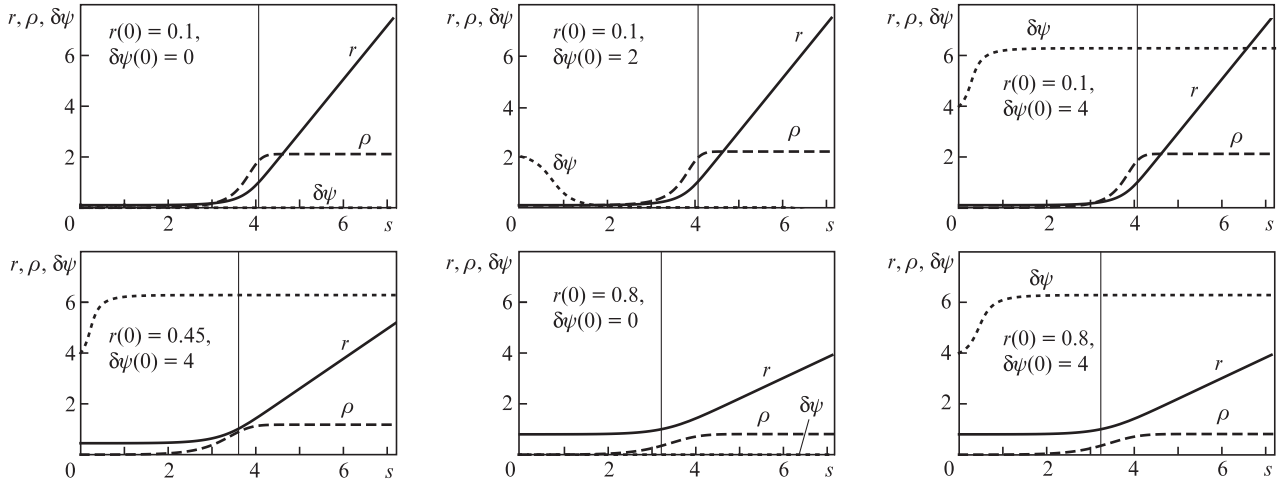 r, ρ, δψ
6
4
2
0
2
4
6
s
r(0) = 0.1,
δψ(0) = 0
r
ρ
δψ
r, ρ, δψ
6
4
2
0
2
4
6
s
r(0) = 0.1,
δψ(0) = 2
r
ρ
δψ
r, ρ, δψ
6
4
2
0
2
4
6
s
δψ
r(0) = 0.1,
δψ(0) = 4
r
ρ
r, ρ, δψ
6
4
2
0
2
4
6
s
r(0) = 0.45,
δψ(0) = 4
r
ρ
r, ρ, δψ
6
4
2
0
2
4
6
s
r(0) = 0.8,
δψ(0) = 0
r
ρ
δψ
r, ρ, δψ
6
4
2
0
2
4
6
s
δψ
r(0) = 0.8,
δψ(0) = 4
r
ρ